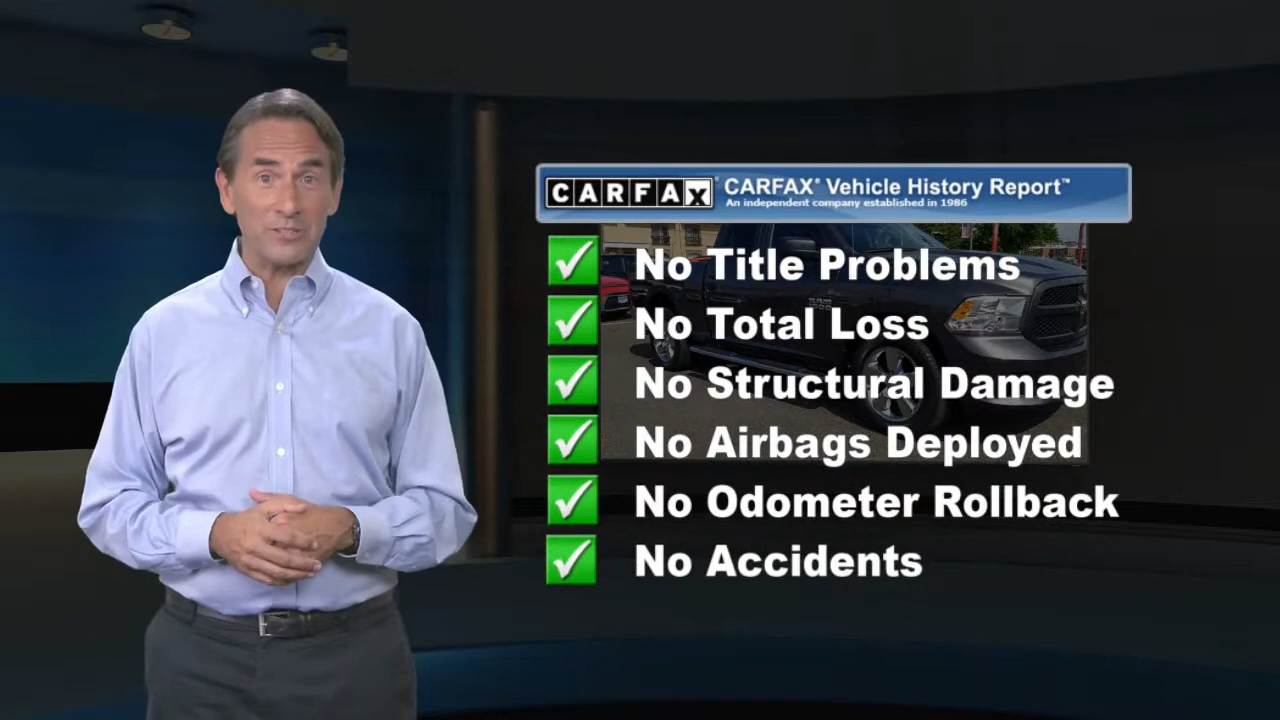 CARFAX® CARFAX® Vehicle History Report™
An independent company established in 1986
No Title Problems
No Total Loss
No Structural Damage
No Airbags Deployed
No Odometer Rollback
No Accidents